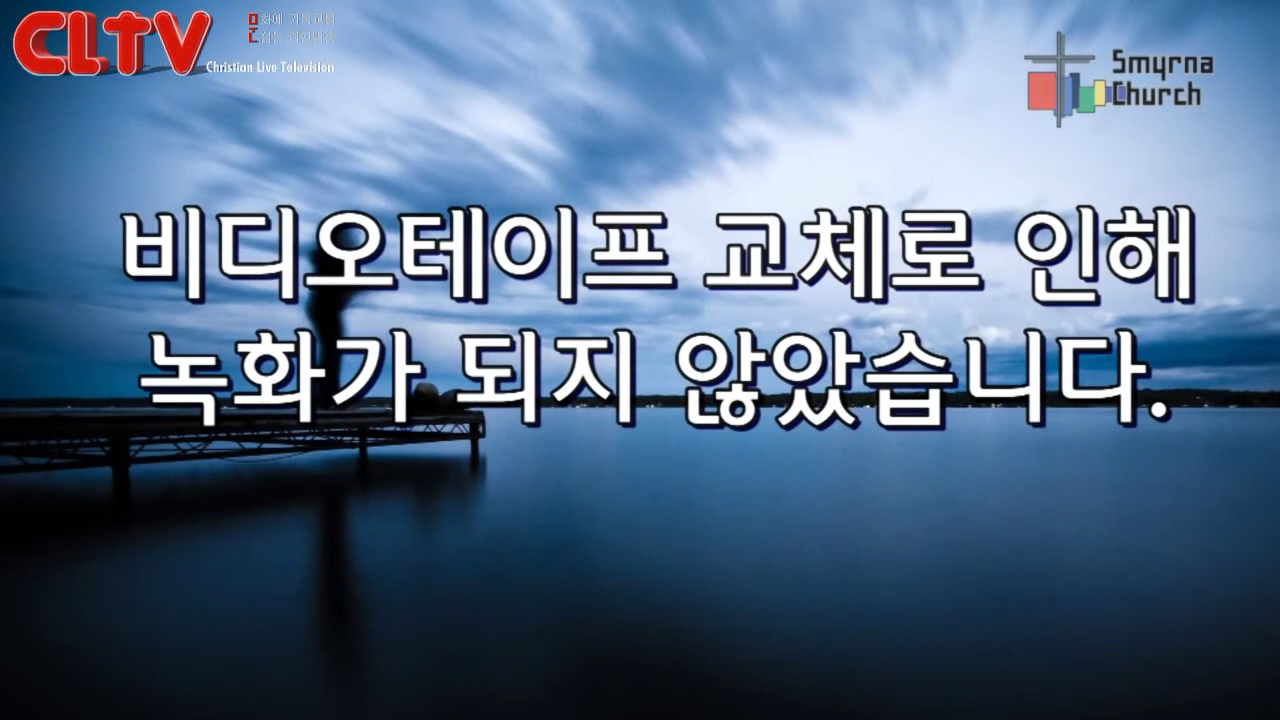 CLTV
Christian Live Television
Smyrna
Church
비디오테이프 교체로 인해
녹화가 되지 않았습니다.